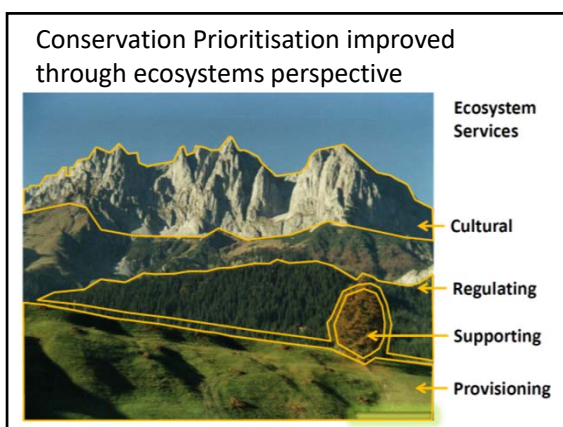 Conservation Prioritisation improved
through ecosystems perspective
Ecosystem
Services
Cultural
Regulating
Supporting
Provisioning